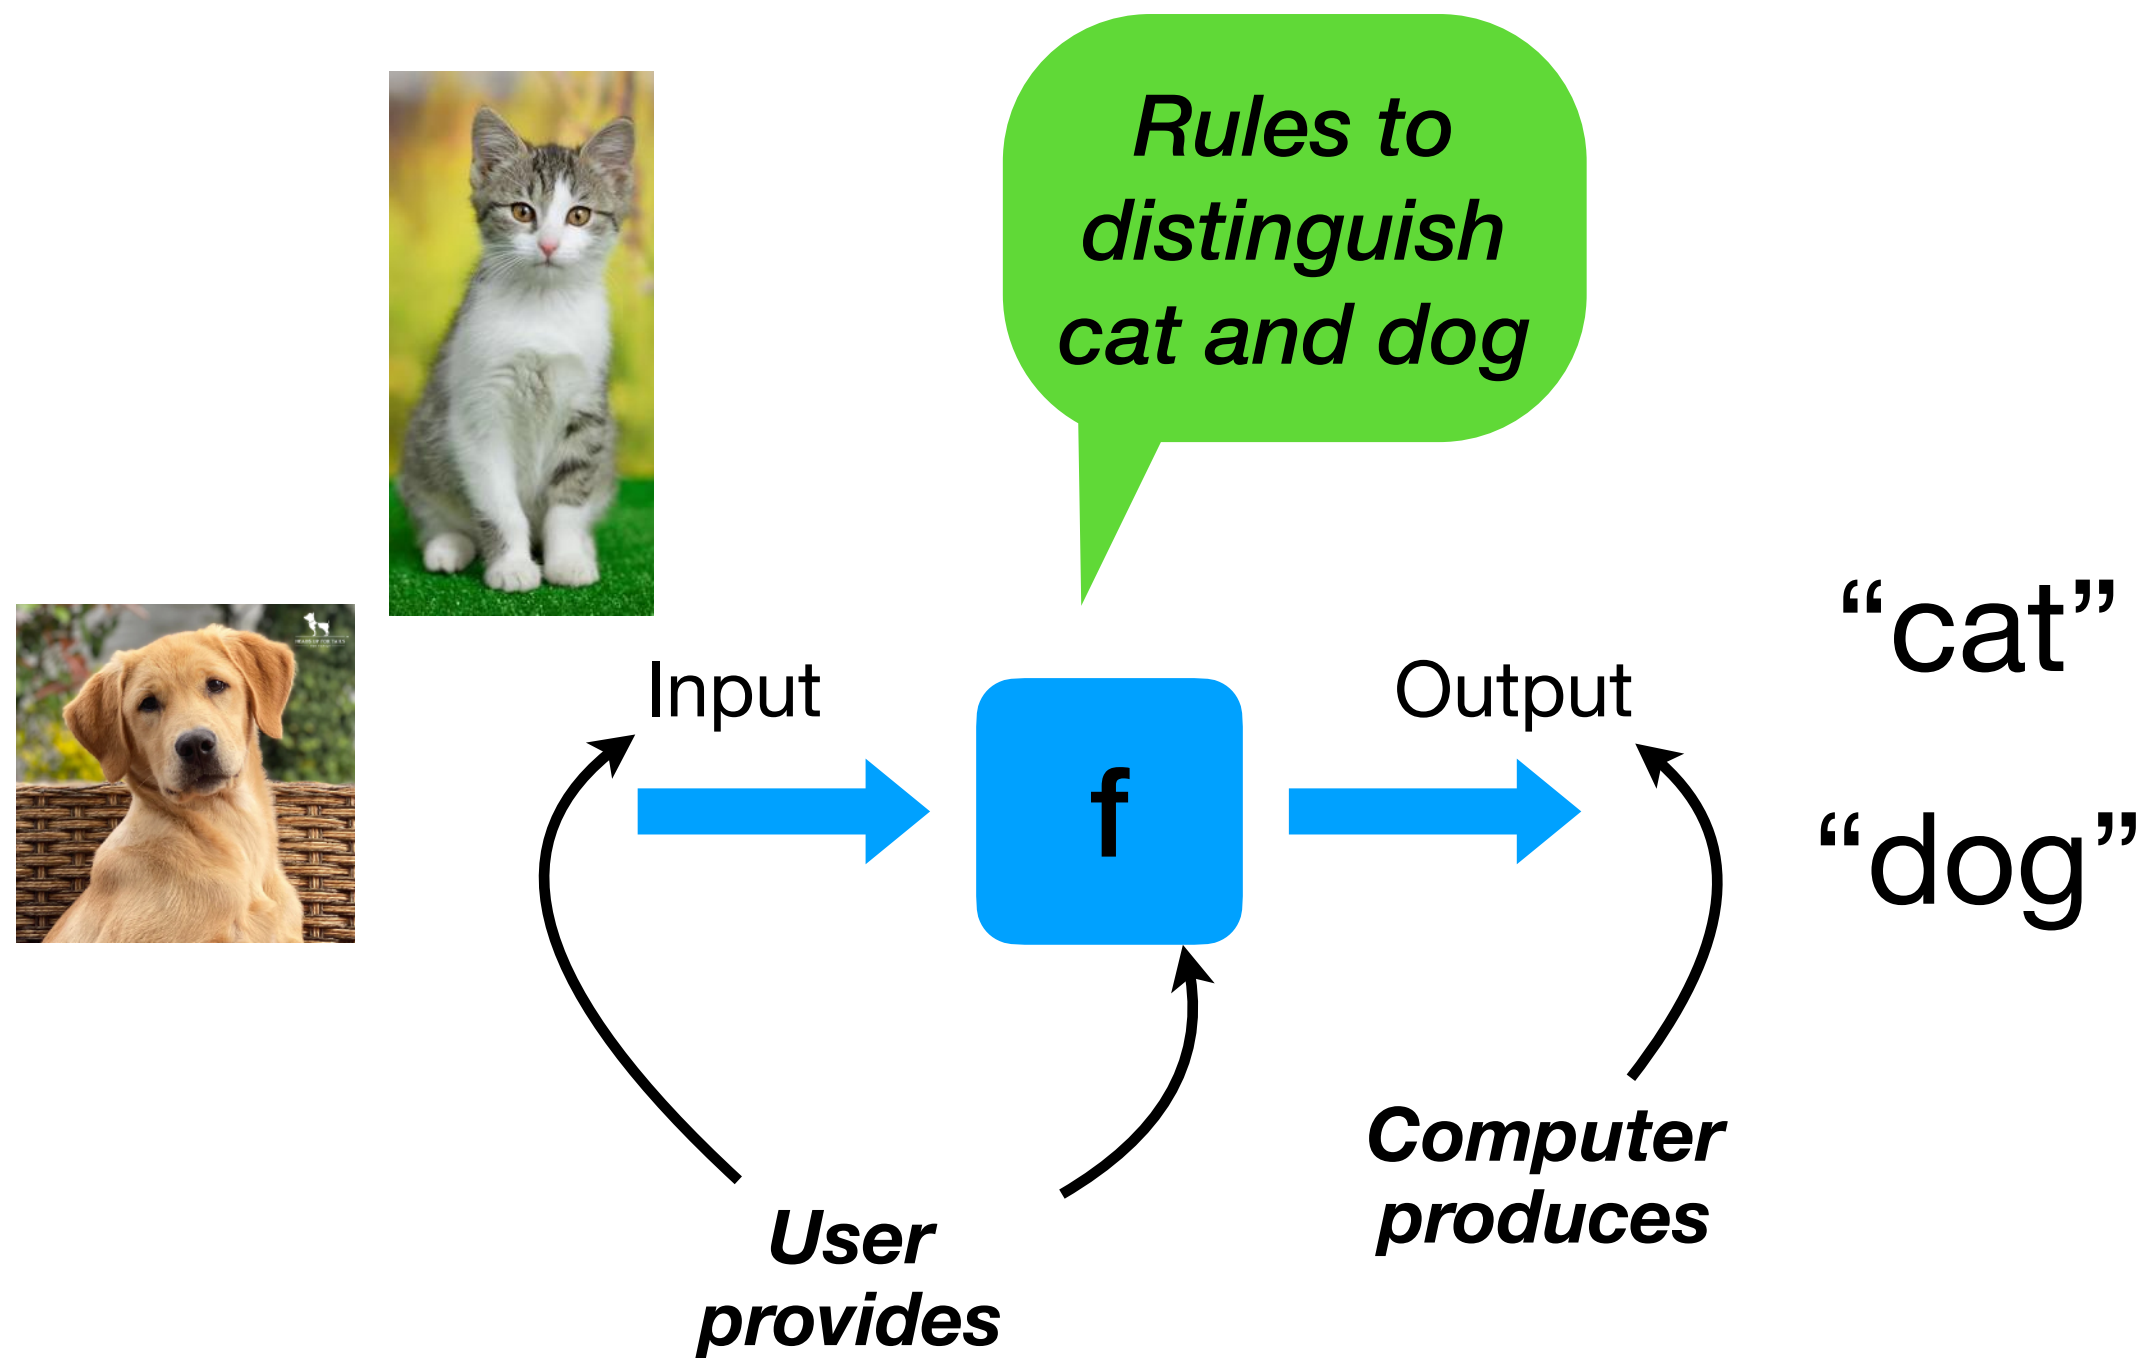 Rules to
distinguish
cat and dog
Input
Output
“cat”
f
“dog”
Computer
produces
User
provides